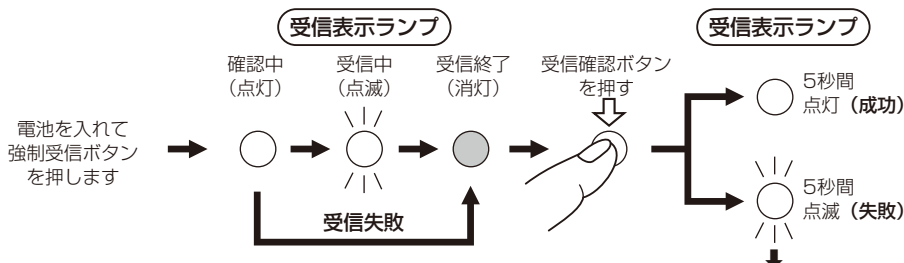 受信表示ランプ
受信表示ランプ
確認中
（点灯）
受信中
（点滅）
受信終了
（消灯）
受信確認ボタン
を押す
電池を入れて
強制受信ボタン
を押します
受信失敗
5秒間
点灯（成功）
5秒間
点滅（失敗）